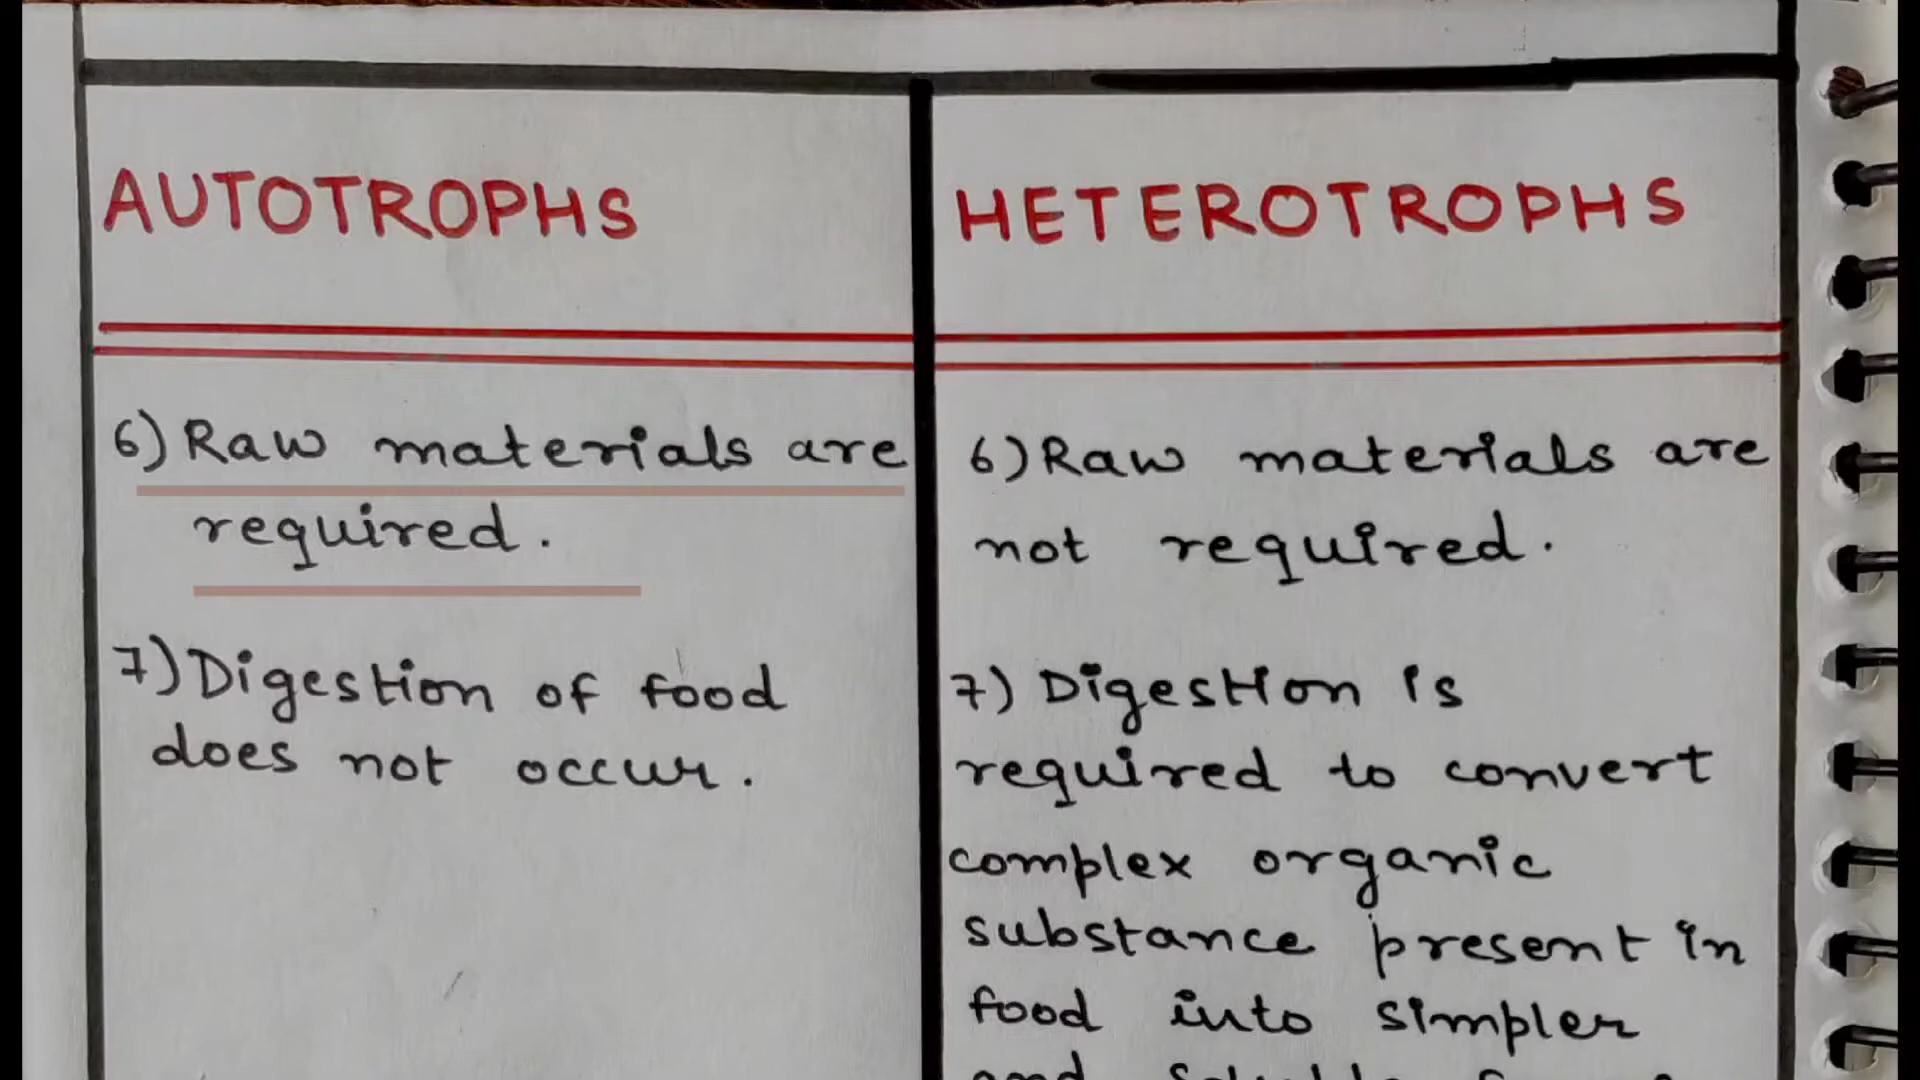 AUTOTROPHS
6) Raw materials are
required.
7) Digestion of food
does not occur.
HETEROTROPHS
6) Raw materials are
not required.
7) Digestion is
required to convert
complex organic
substance present in
food into simpler
and